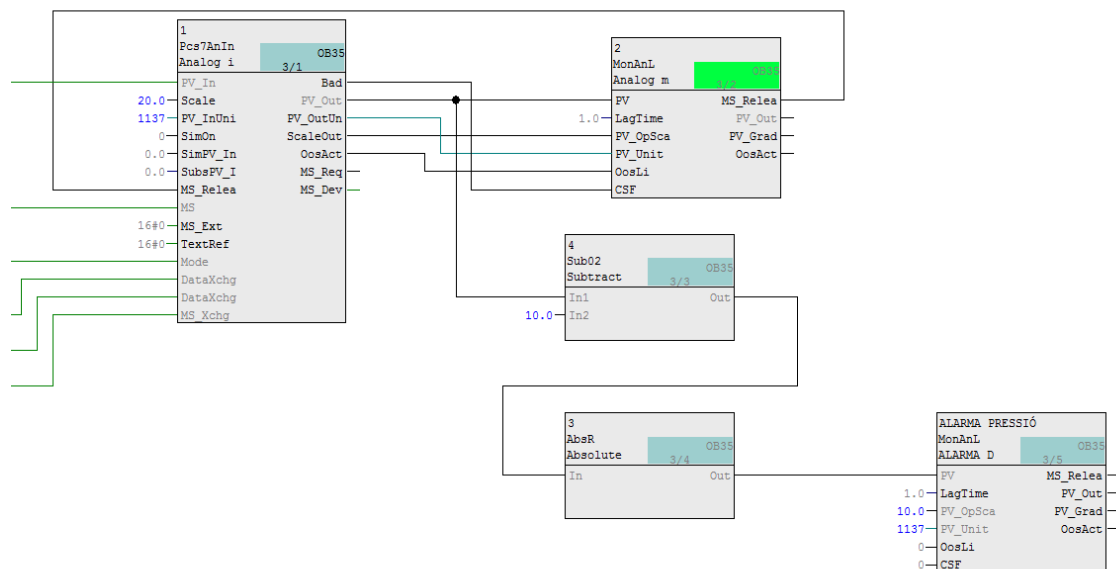 1
Pcs7AnIn
Analog i
OB35
3/1
PV_In
Bad
20.0
Scale
PV_Out
1137
PV_InUni
PV_OutUn
0
SimOn
ScaleOut
0.0
SimPV_In
OosAct
0.0
SubsPV_I
MS_Req
MS_Relea
MS_Dev
MS
16#0
MS_Ext
16#0
TextRef
Mode
DataXchg
DataXchg
MS_Xchg
2
MonAnL
Analog m
OB35
3/2
PV
MS_Relea
1.0
LagTime
PV_Out
PV_OpSca
PV_Grad
PV_Unit
OosAct
OosLi
CSF
4
Sub02
Subtract
OB35
3/3
In1
Out
10.0
In2
3
AbsR
Absolute
OB35
3/4
In
Out
ALARMA PRESSIÓ
MonAnL
ALARMA D
OB35
3/5
PV
MS_Relea
1.0
LagTime
PV_Out
10.0
PV_OpSca
PV_Grad
1137
PV_Unit
OosAct
0
OosLi
0
CSF